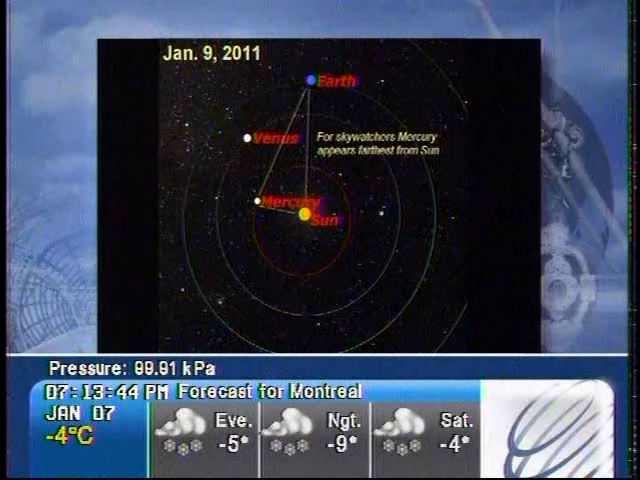 Jan. 9, 2011
Earth
Venus
For skywatchers Mercury
appears farthest from Sun
Mercury
Sun
Pressure: 99.91 kPa
07:13:44 PM Forecast for Montreal
JAN 07
-4°C
Eve.
-5°
Ngt.
-9°
Sat.
-4°